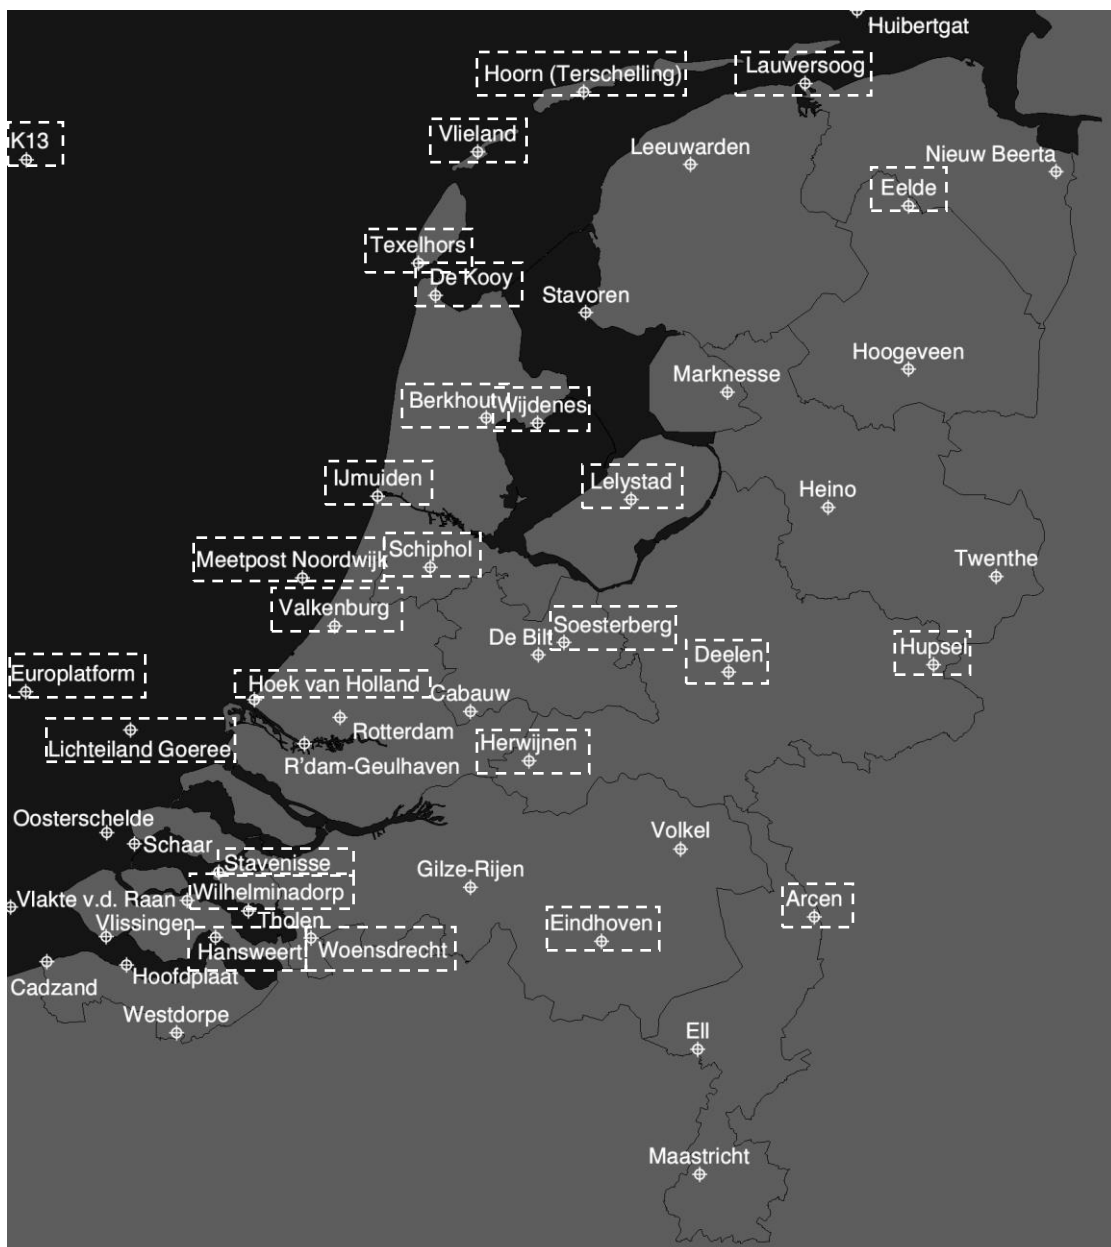 Huibertgat
Lauwersoog
Hoorn (Terschelling)
K13
Vlieland
Leeuwarden
Nieuw Beerta
Eelde
Texelhors
De Kooy
Stavoren
Hoogeveen
Marknesse
Berkhout
Wijdenes
IJmuiden
Lelystad
Heino
Schiphol
Meetpost Noordwijk
Twenthe
Valkenburg
Soesterberg
De Bilt
Hupsel
Deelen
Europlatform
Hoek van Holland
Cabauw
Rotterdam
Herwijnen
Lichteiland Goeree
R'dam-Geulhaven
Oosterschelde
Volkel
Schaar
Stavenisse
Gilze-Rijen
Wilhelminadorp
Vlakte v.d. Raan
Arcen
Tholen
Vlissingen
Eindhoven
Hansweert
Woensdrecht
Hoofdplaat
Cadzand
Westdorpe
Ell
Maastricht